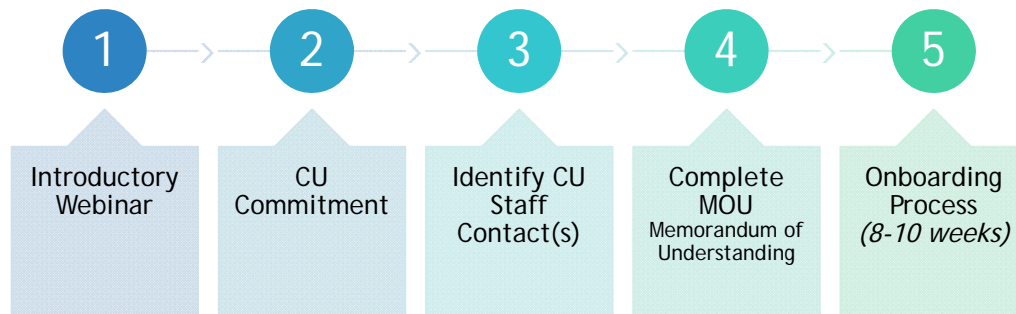 1
2
3
4
5
Introductory
Webinar
CU
Commitment
Identify CU
Staff
Contact(s)
Complete
MOU
Memorandum of
Understanding
Onboarding
Process
(8-10 weeks)